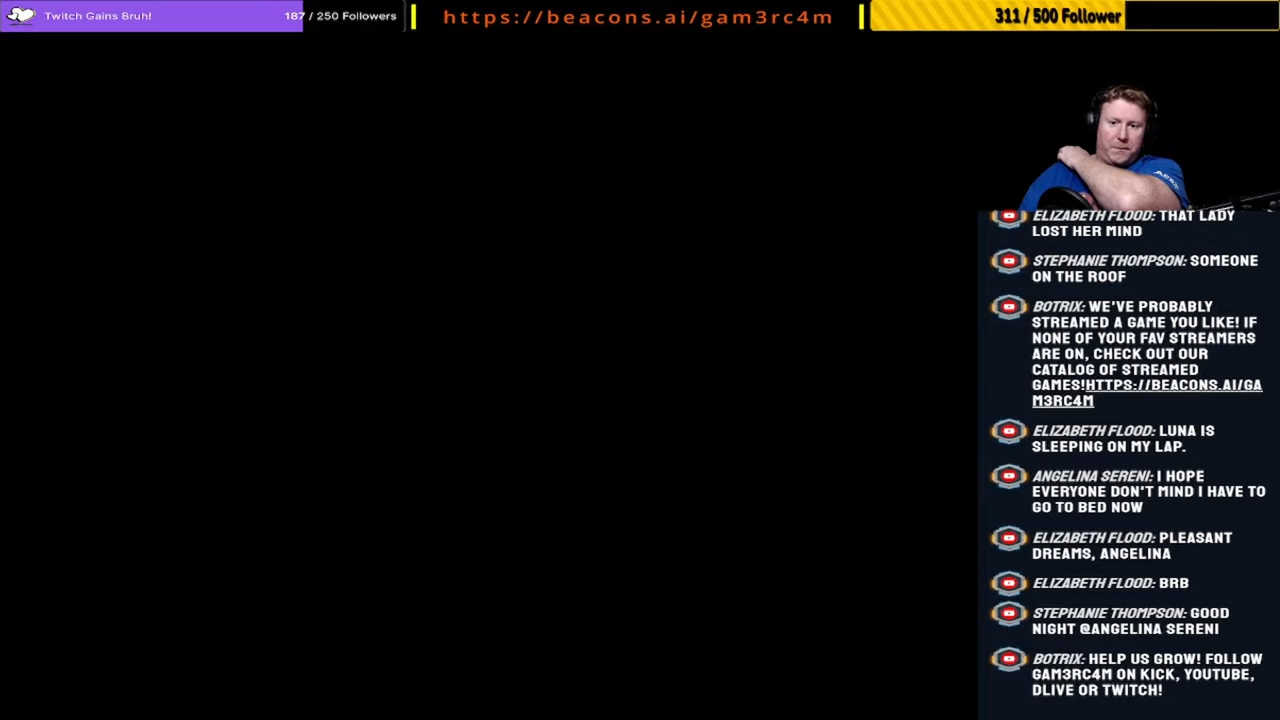 Twitch Gains Bruh!
187 / 250 Followers
https://beacons.ai/gam3rc4m
311 / 500 Follower
ELIZABETH FLOOD: THAT LADY
LOST HER MIND
STEPHANIE THOMPSON: SOMEONE
ON THE ROOF
BOTRIX: WE'VE PROBABLY
STREAMED A GAME YOU LIKE! IF
NONE OF YOUR FAV STREAMERS
ARE ON, CHECK OUT OUR
CATALOG OF STREAMED
GAMES!HTTPS://BEACONS.AI/GA
M3RC4M
ELIZABETH FLOOD: LUNA IS
SLEEPING ON MY LAP.
ANGELINA SERENI: I HOPE
EVERYONE DON'T MIND I HAVE TO
GO TO BED NOW
ELIZABETH FLOOD: PLEASANT
DREAMS, ANGELINA
ELIZABETH FLOOD: BRB
STEPHANIE THOMPSON: GOOD
NIGHT @ANGELINA SERENI
BOTRIX: HELP US GROW! FOLLOW
GAM3RC4M ON KICK, YOUTUBE,
DLIVE OR TWITCH!